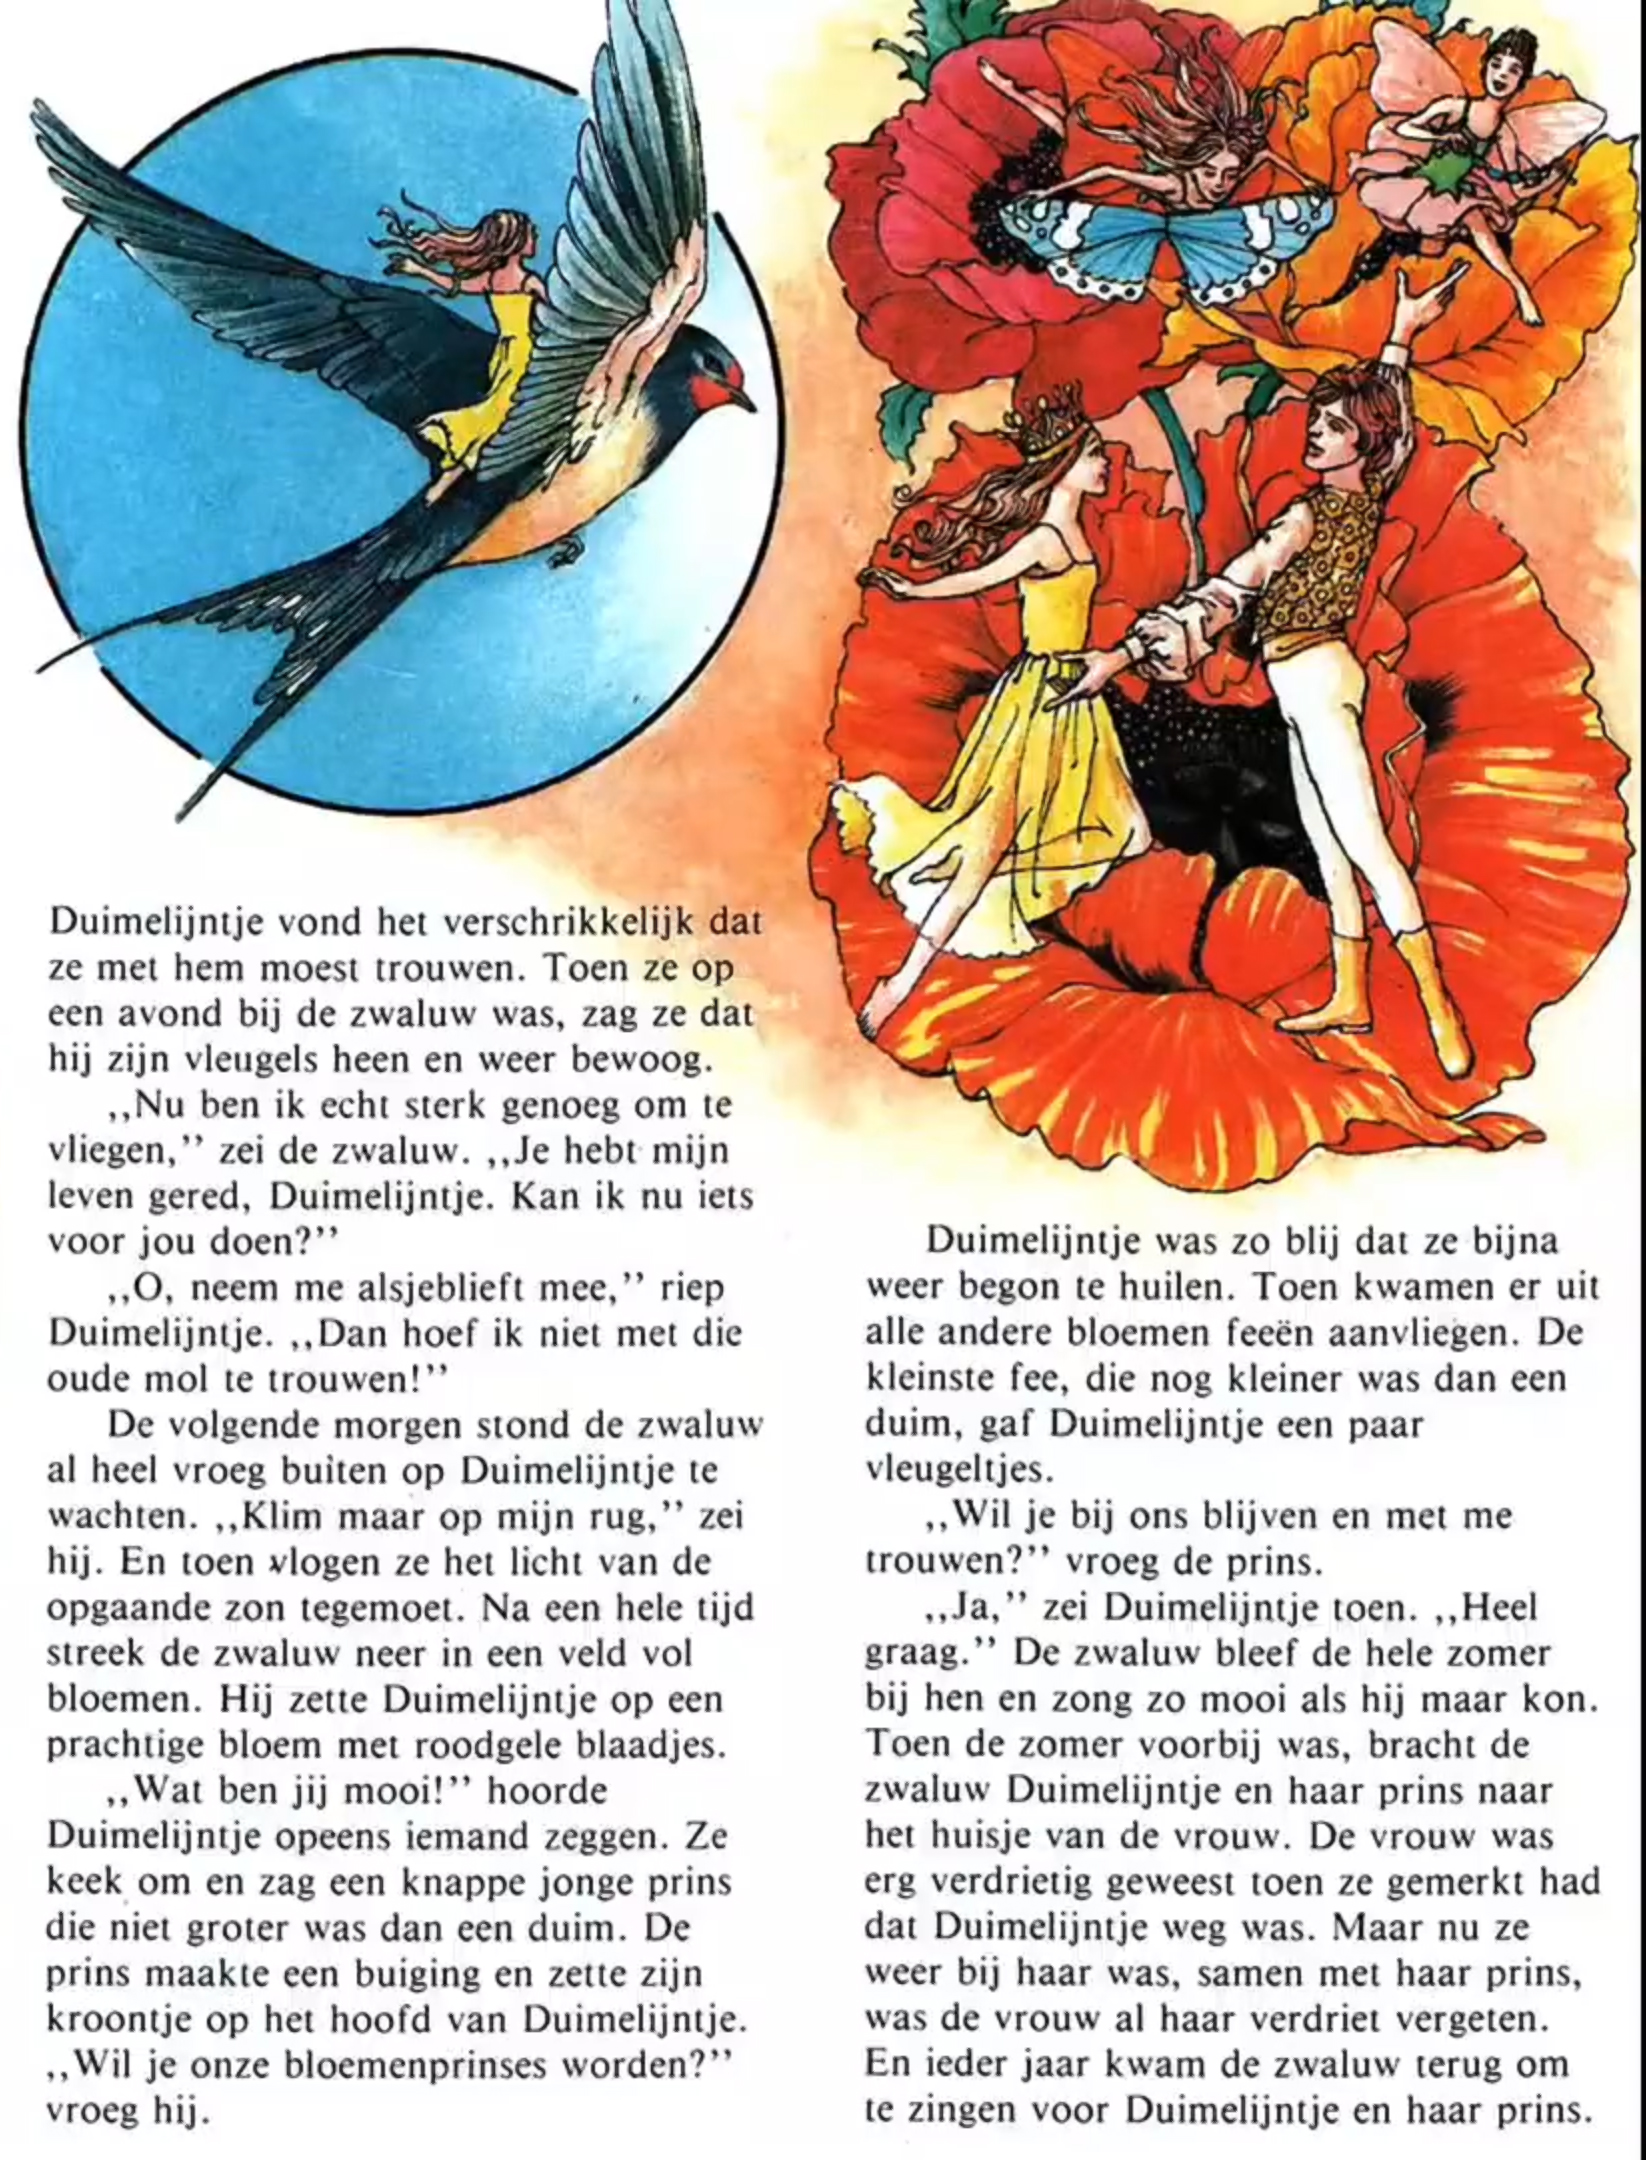 Duimelijntje vond het verschrikkelijk dat
ze met hem moest trouwen. Toen ze op
een avond bij de zwaluw was, zag ze dat
hij zijn vleugels heen en weer bewoog.
,,Nu ben ik echt sterk genoeg om te
vliegen,” zei de zwaluw. ,,Je hebt mijn
leven gered, Duimelijntje. Kan ik nu iets
voor jou doen?”
,,O, neem me alsjeblieft mee,” riep
Duimelijntje. ,,Dan hoef ik niet met die
oude mol te trouwen!”
De volgende morgen stond de zwaluw
al heel vroeg buiten op Duimelijntje te
wachten. ,,Klim maar op mijn rug,” zei
hij. En toen vlogen ze het licht van de
opgaande zon tegemoet. Na een hele tijd
streek de zwaluw neer in een veld vol
bloemen. Hij zette Duimelijntje op een
prachtige bloem met roodgele blaadjes.
,,Wat ben jij mooi!” hoorde
Duimelijntje opeens iemand zeggen. Ze
keek om en zag een knappe jonge prins
die niet groter was dan een duim. De
prins maakte een buiging en zette zijn
kroontje op het hoofd van Duimelijntje.
,,Wil je onze bloemenprinses worden?”
vroeg hij.
Duimelijntje was zo blij dat ze bijna
weer begon te huilen. Toen kwamen er uit
alle andere bloemen feeën aanvliegen. De
kleinste fee, die nog kleiner was dan een
duim, gaf Duimelijntje een paar
vleugeltjes.
,,Wil je bij ons blijven en met me
trouwen?” vroeg de prins.
,,Ja,” zei Duimelijntje toen. ,,Heel
graag.” De zwaluw bleef de hele zomer
bij hen en zong zo mooi als hij maar kon.
Toen de zomer voorbij was, bracht de
zwaluw Duimelijntje en haar prins naar
het huisje van de vrouw. De vrouw was
erg verdrietig geweest toen ze gemerkt had
dat Duimelijntje weg was. Maar nu ze
weer bij haar was, samen met haar prins,
was de vrouw al haar verdriet vergeten.
En ieder jaar kwam de zwaluw terug om
te zingen voor Duimelijntje en haar prins.